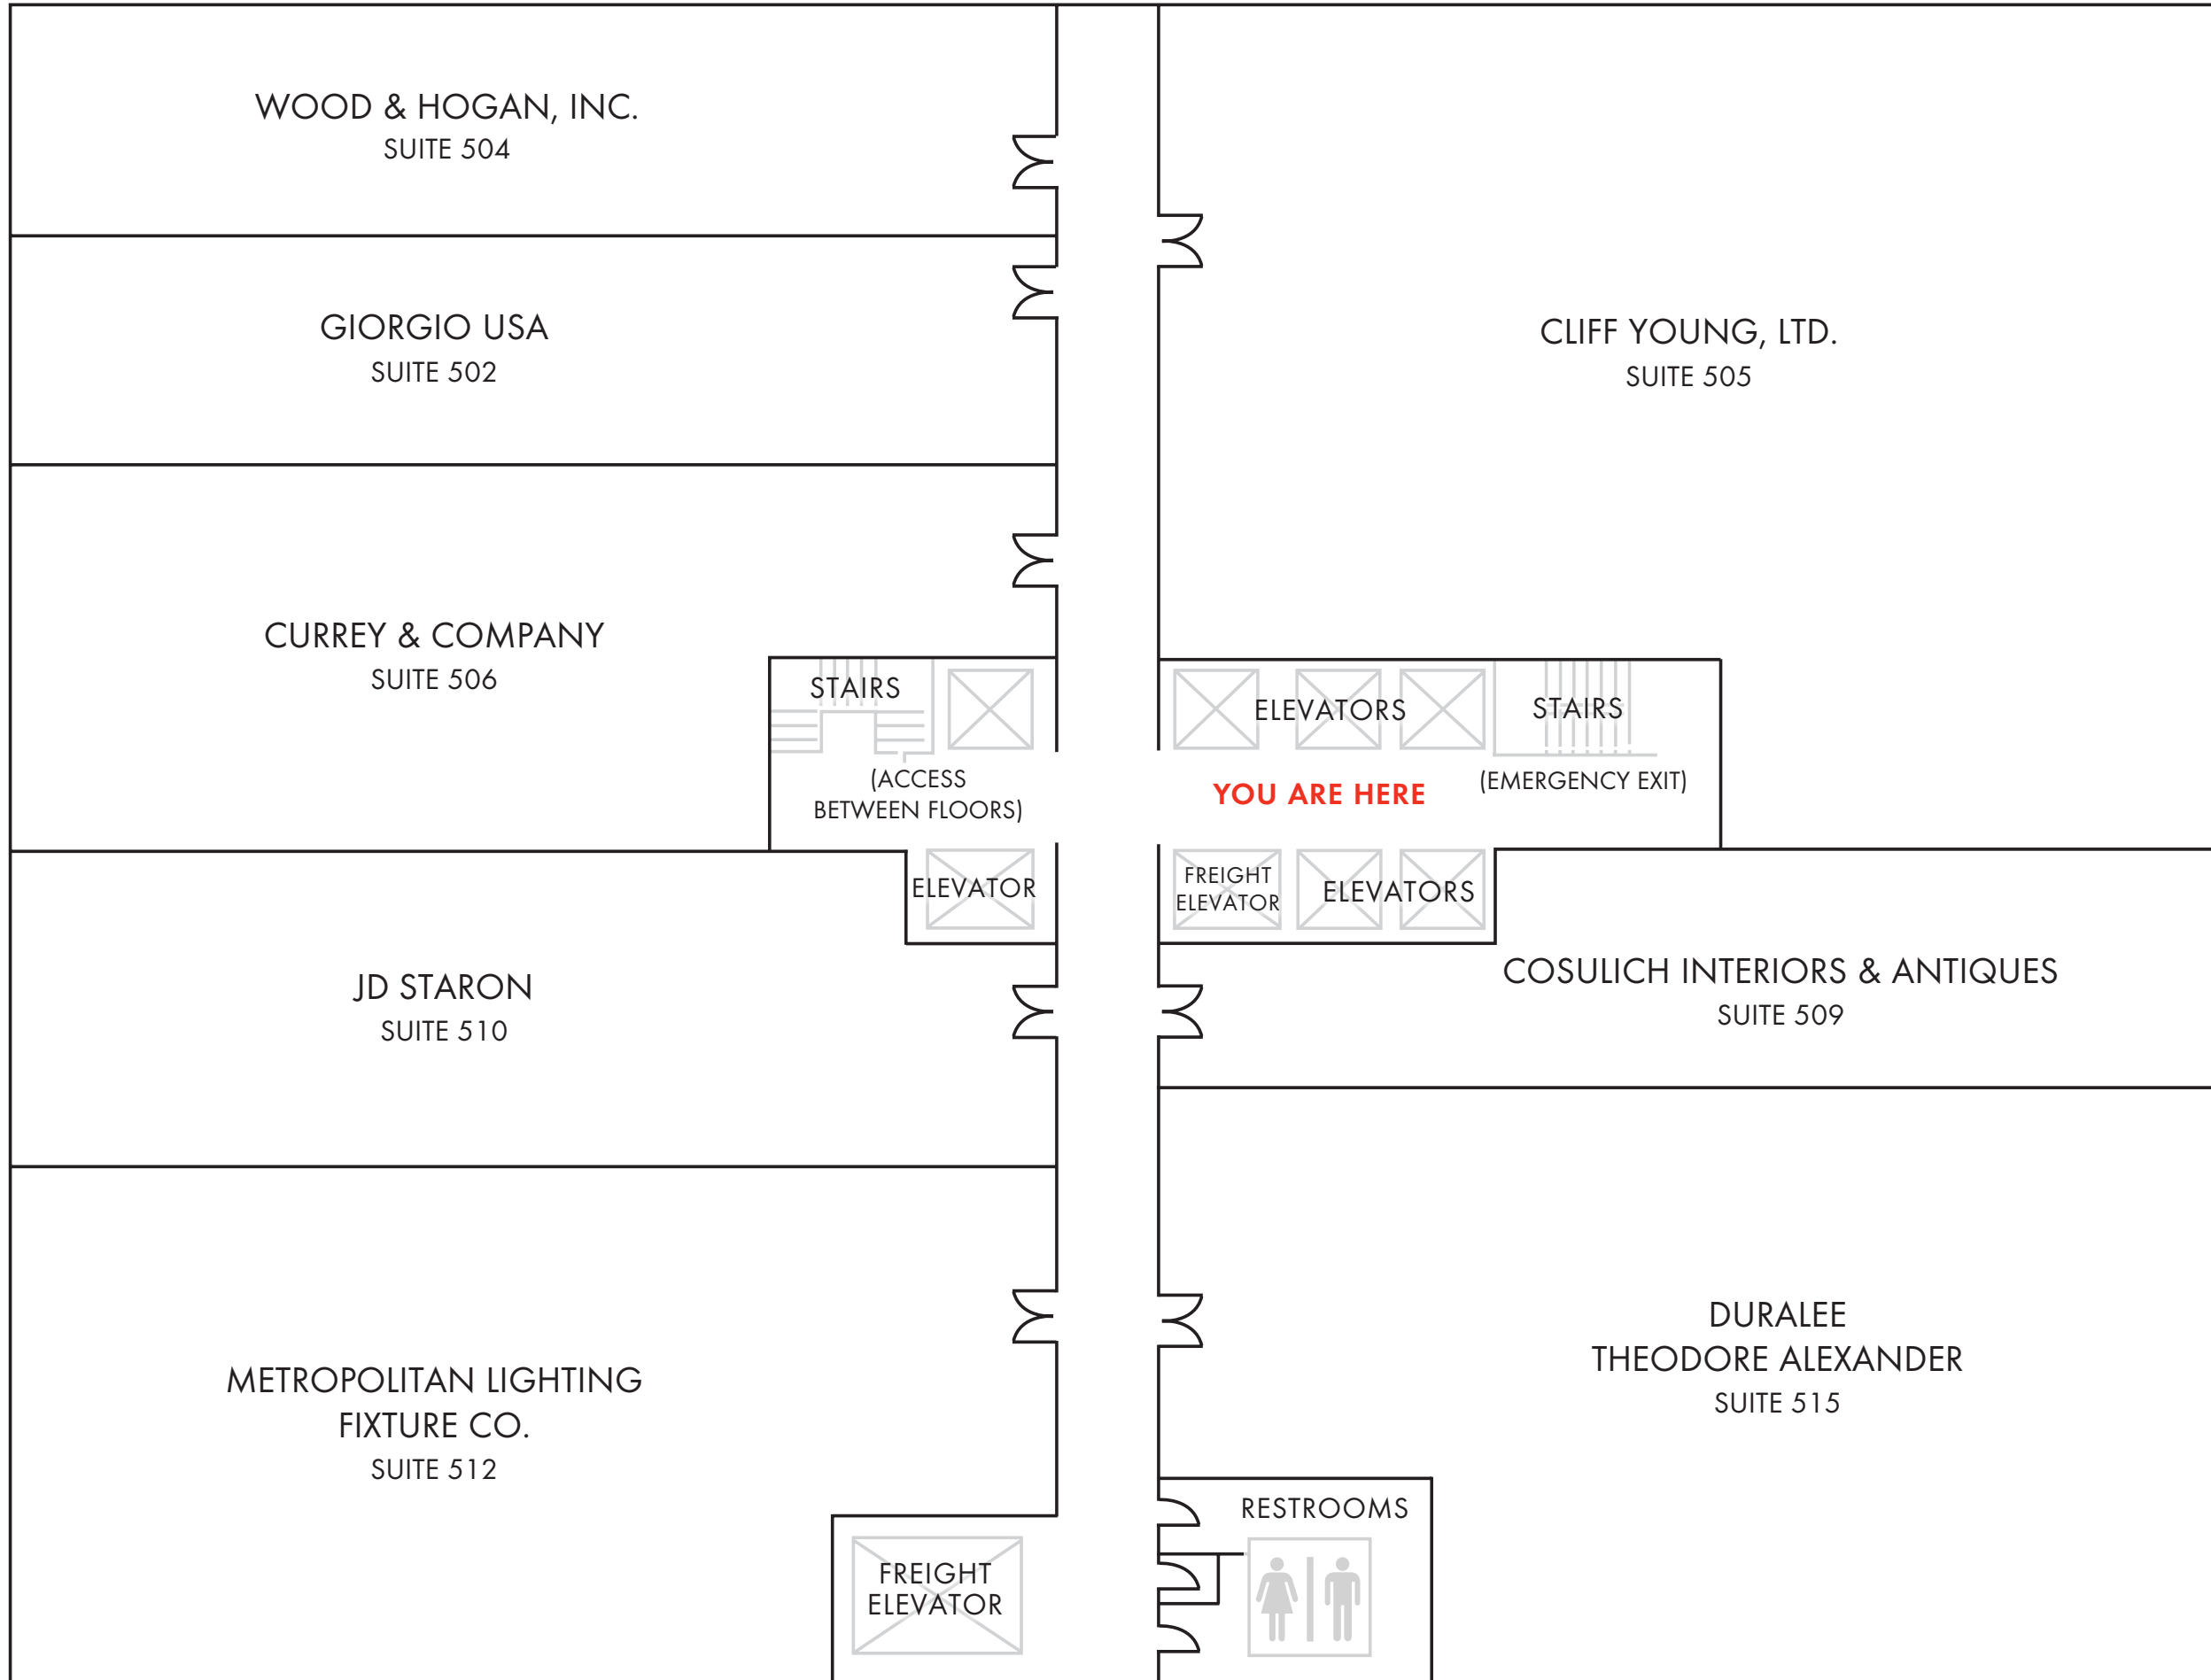 WOOD & HOGAN, INC.
SUITE 504
GIORGIO USA
SUITE 502
CLIFF YOUNG, LTD.
SUITE 505
CURREY & COMPANY
SUITE 506
STAIRS
(ACCESS
BETWEEN FLOORS)
ELEVATORS
STAIRS
YOU ARE HERE
(EMERGENCY EXIT)
ELEVATOR
FREIGHT
ELEVATOR
ELEVATORS
JD STARON
SUITE 510
COSULICH INTERIORS & ANTIQUES
SUITE 509
METROPOLITAN LIGHTING
FIXTURE CO.
SUITE 512
DURALEE
THEODORE ALEXANDER
SUITE 515
FREIGHT
ELEVATOR
RESTROOMS